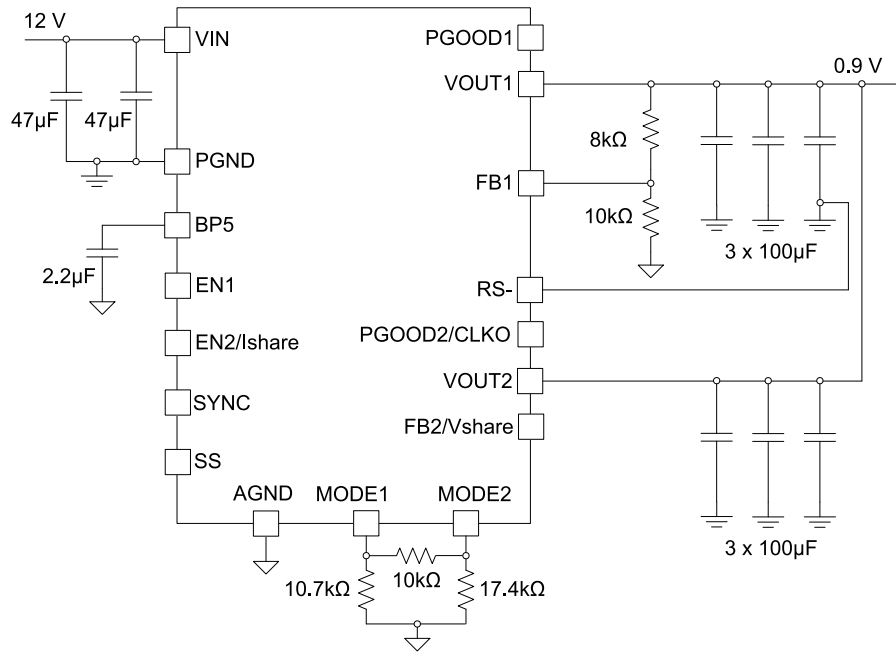 12 V
VIN
PGOOD1
VOUT1
0.9 V
47µF
47µF
8kΩ
PGND
FB1
10kΩ
BP5
3 x 100µF
2.2µF
EN1
RS-
EN2/Ishare
PGOOD2/CLKO
VOUT2
SYNC
FB2/Vshare
SS
AGND
MODE1
MODE2
3 x 100µF
10.7kΩ
10kΩ
17.4kΩ